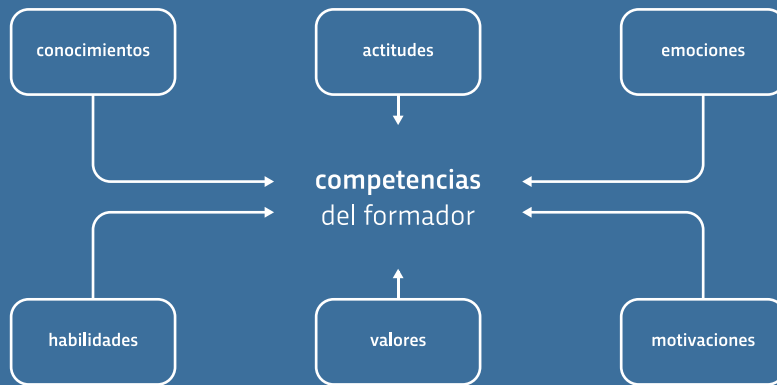 conocimientos
actitudes
emociones
competencias
del formador
habilidades
valores
motivaciones